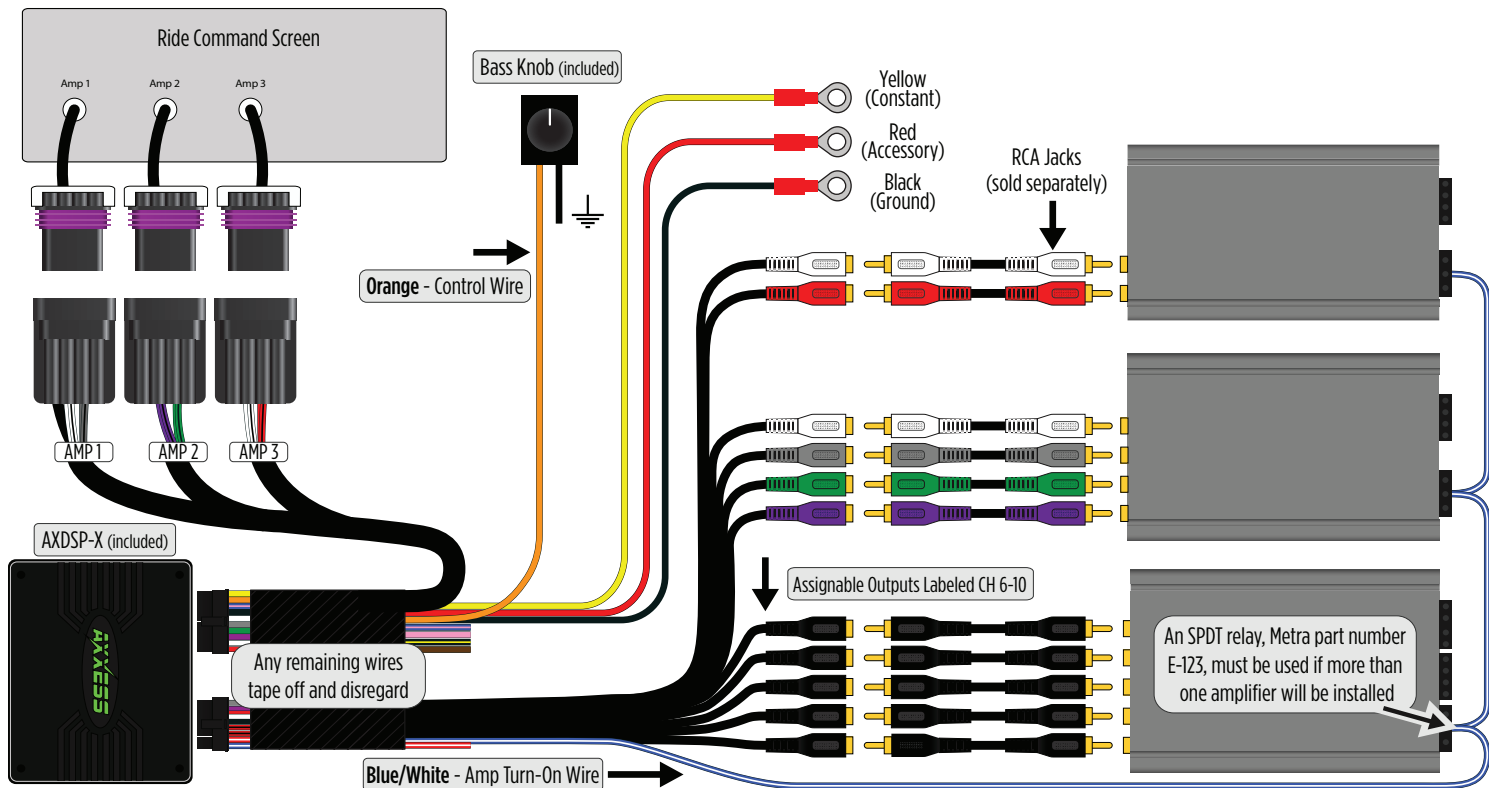 Ride Command Screen
Amp 1
Amp 2
Amp 3
Bass Knob (included)
Yellow
(Constant)
Red
(Accessory)
Black
(Ground)
RCA Jacks
(sold separately)
Orange - Control Wire
AMP 1
AMP 2
AMP 3
AXDSP-X (included)
AXXESS
Any remaining wires
tape off and disregard
Assignable Outputs Labeled CH 6-10
An SPDT relay, Metra part number
E-123, must be used if more than
one amplifier will be installed
Blue/White - Amp Turn-On Wire